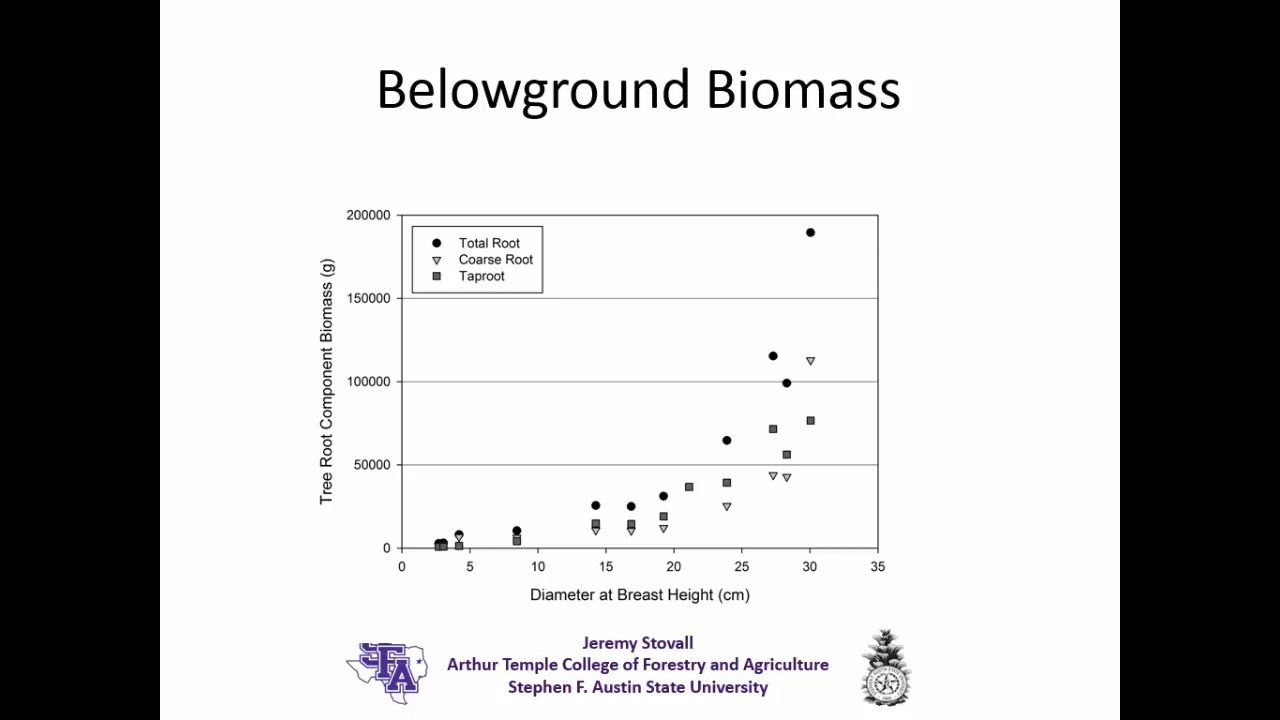 Belowground Biomass
200000
150000
100000
50000
0
Tree Root Component Biomass (g)
Total Root
Coarse Root
Taproot
0 5 10 15 20 25 30 35
Diameter at Breast Height (cm)
Jeremy Stovall
Arthur Temple College of Forestry and Agriculture
Stephen F. Austin State University
SFA